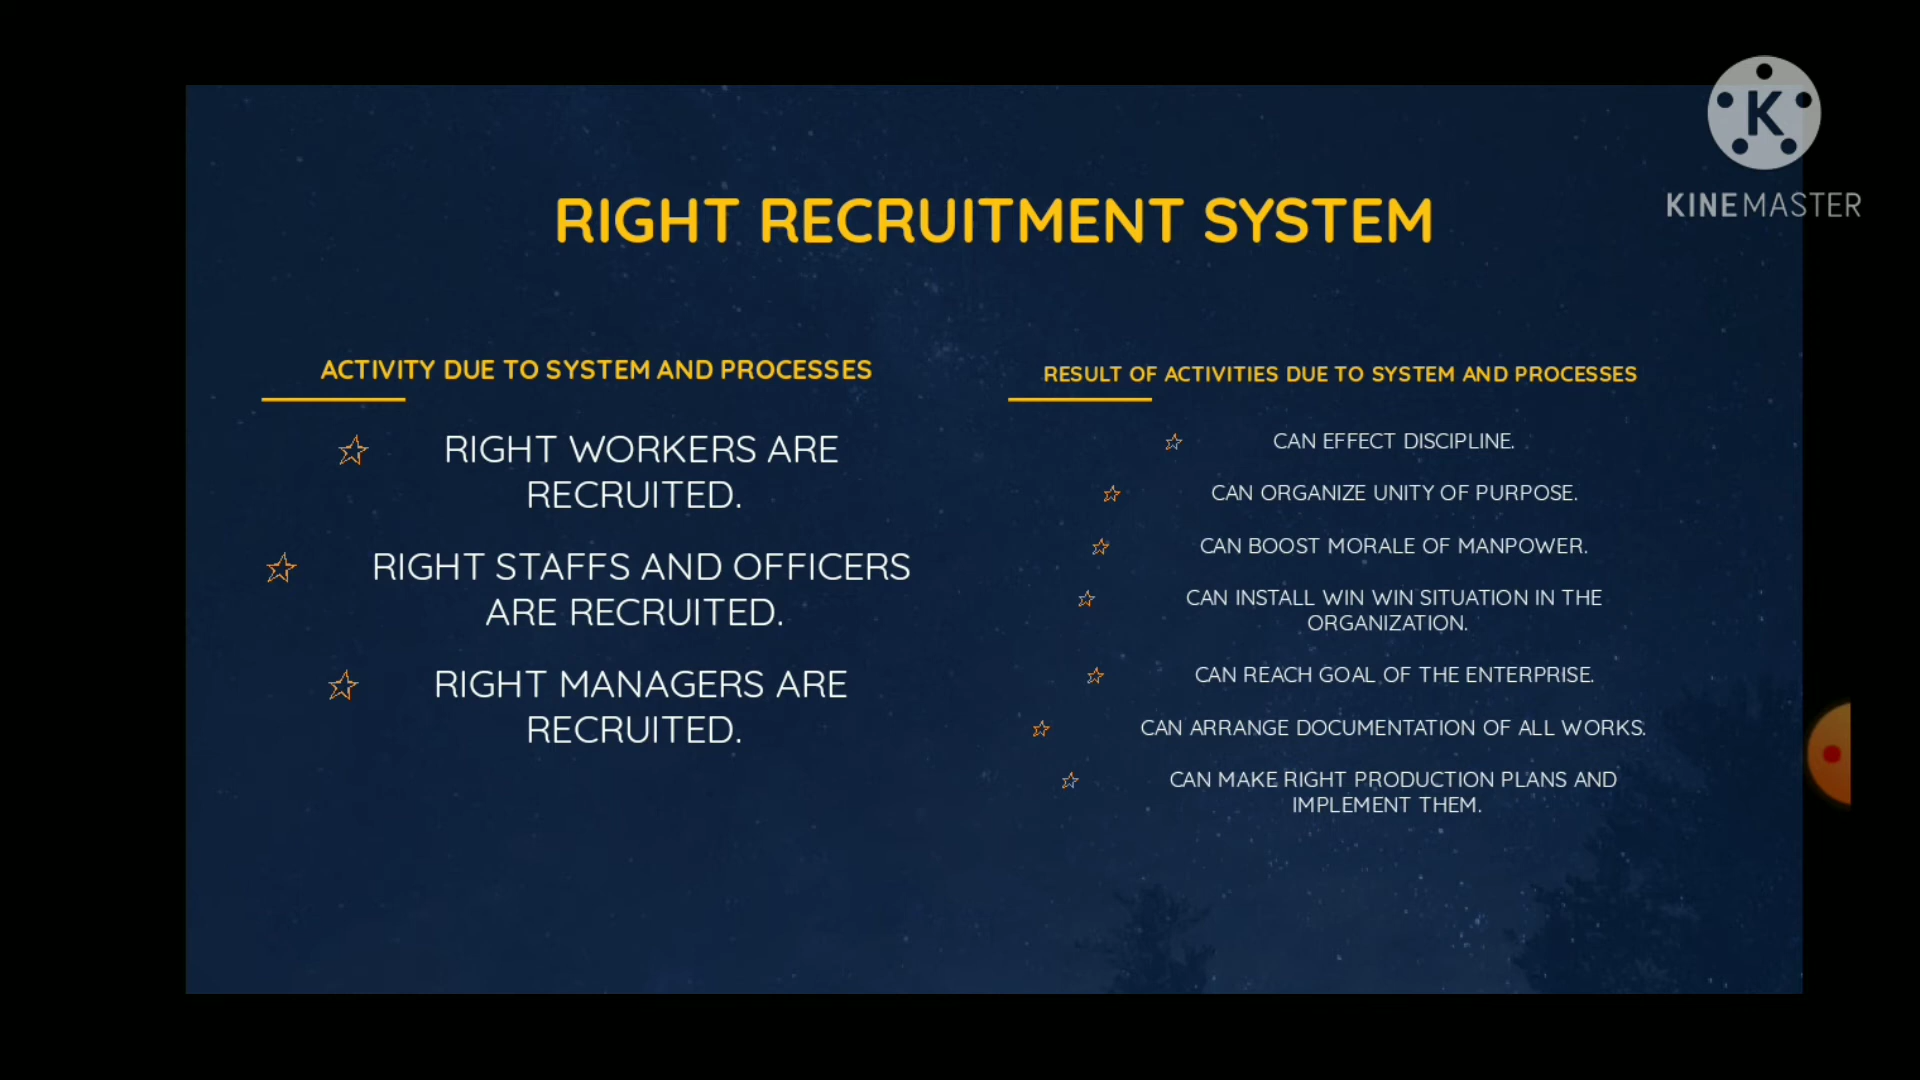 K
KINEMASTER
RIGHT RECRUITMENT SYSTEM
ACTIVITY DUE TO SYSTEM AND PROCESSES
RIGHT WORKERS ARE
RECRUITED.
RIGHT STAFFS AND OFFICERS
ARE RECRUITED.
RIGHT MANAGERS ARE
RECRUITED.
RESULT OF ACTIVITIES DUE TO SYSTEM AND PROCESSES
CAN EFFECT DISCIPLINE.
CAN ORGANIZE UNITY OF PURPOSE.
CAN BOOST MORALE OF MANPOWER.
CAN INSTALL WIN WIN SITUATION IN THE
ORGANIZATION.
CAN REACH GOAL OF THE ENTERPRISE.
CAN ARRANGE DOCUMENTATION OF ALL WORKS.
CAN MAKE RIGHT PRODUCTION PLANS AND
IMPLEMENT THEM.